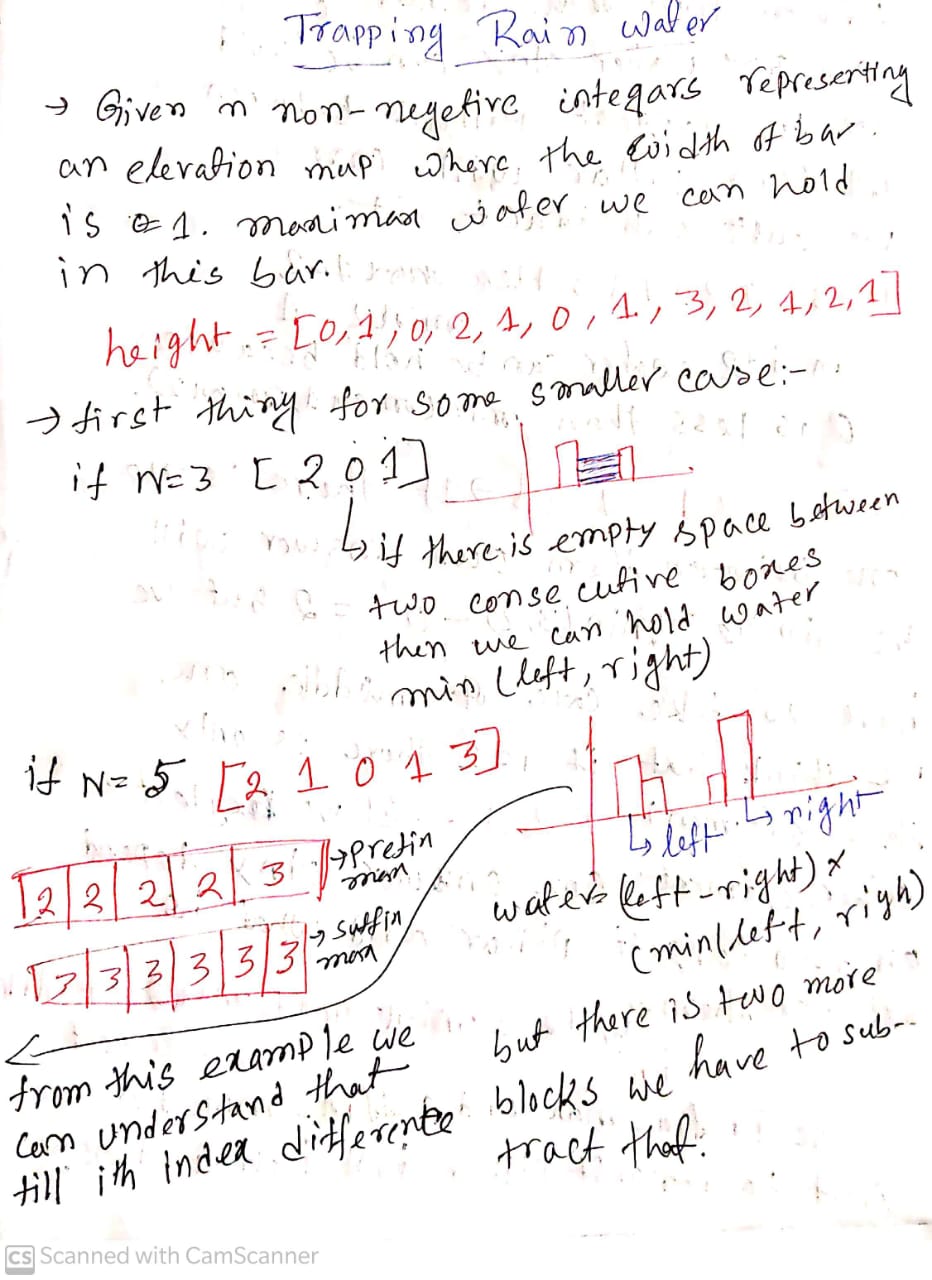 Trapping Rain water
→ Given 'n' non-negetive integars representing
an elevation map where the width of bar
is 1. maximan water we can hold
in this bar.
height = [0, 1, 0, 2, 1, 0, 1, 3, 2, 1, 2, 1]
→ first thing for some smaller case:-
if N=3 [2 0 1]
↳ if there is empty space between
two consecutive boxes
then we can hold water
min (left, right)
if N=5 [2 1 0 1 3]
↳ left ↳ right
2 2 2 2 3 → prefix
max
3 3 3 3 3 3 → suffix
max
water = (left - right) x
(min(left, righ)
from this example we
can understand that
till ith index differente
but there is two more
blocks we have to sub--
tract that.
CS Scanned with CamScanner